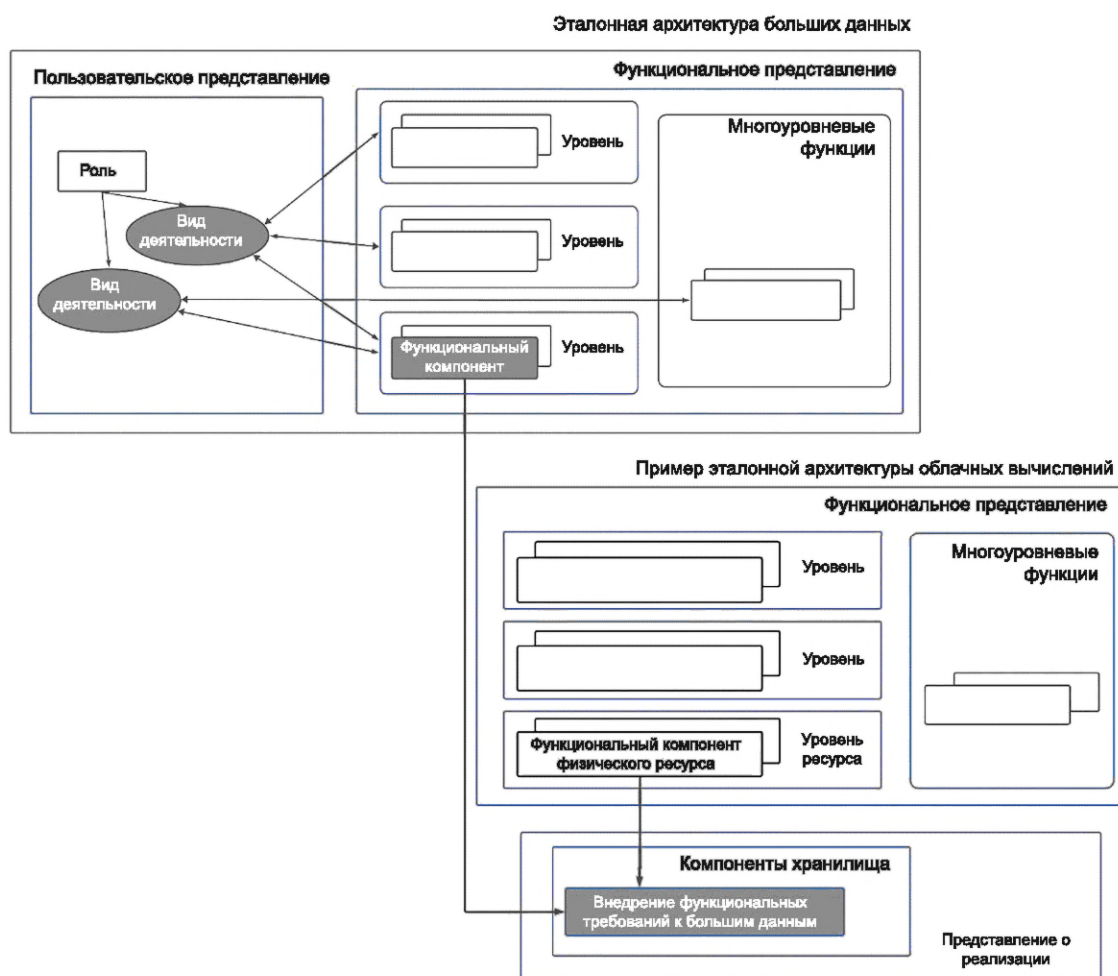 Эталонная архитектура больших данных
Пользовательское представление
Функциональное представление
Роль
Вид
деятельности
Вид
деятельности
Уровень
Уровень
Функциональный
компонент
Уровень
Многоуровневые
функции
Пример эталонной архитектуры облачных вычислений
Функциональное представление
Уровень
Уровень
Функциональный компонент
физического ресурса
Уровень
ресурса
Многоуровневые
функции
Компоненты хранилища
Внедрение функциональных
требований к большим данным
Представление о
реализации